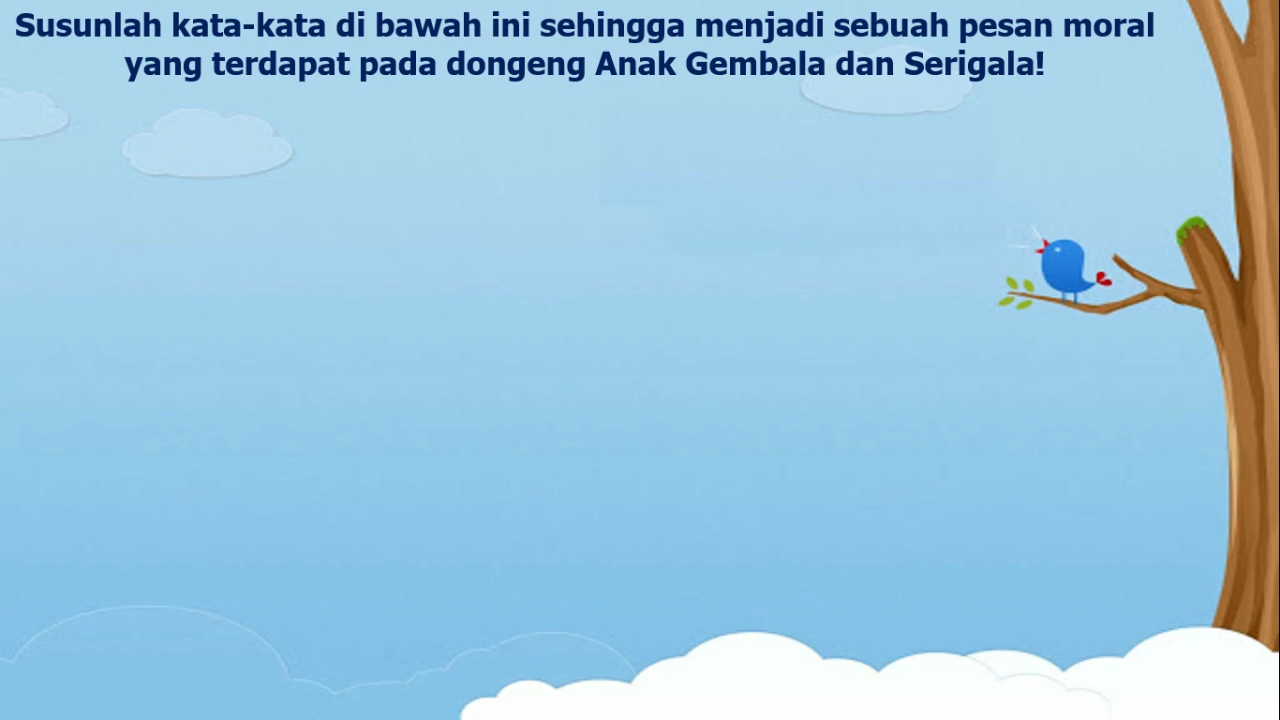 Susunlah kata-kata di bawah ini sehingga menjadi sebuah pesan moral
yang terdapat pada dongeng Anak Gembala dan Serigala!